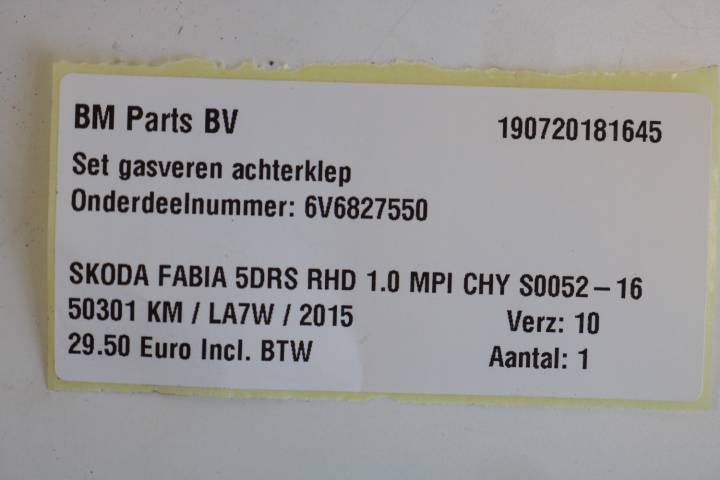 BM Parts BV 190720181645
Set gasveren achterklep
Onderdeelnummer: 6V6827550
SKODA FABIA 5DRS RHD 1.0 MPI CHY S0052-16
50301 KM / LA7W / 2015 Verz: 10
29.50 Euro Incl. BTW Aantal: 1